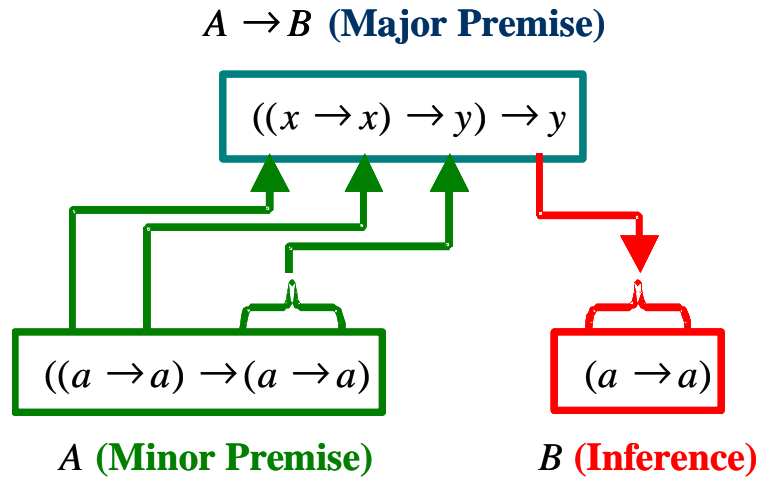 A → B (Major Premise)
((x → x) → y) → y
((a → a) → (a → a)
(a → a)
A (Minor Premise)
B (Inference)